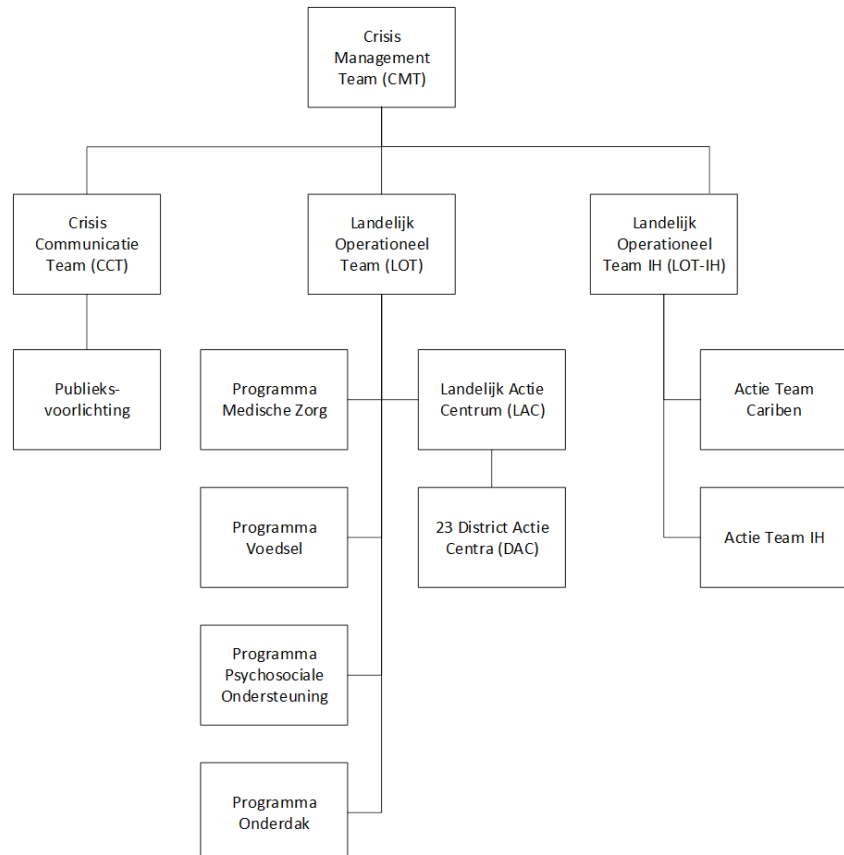 Crisis
Management
Team (CMT)
Crisis
Communicatie
Team (CCT)
Landelijk
Operationeel
Team (LOT)
Landelijk
Operationeel
Team IH (LOT-IH)
Publieks-
voorlichting
Programma
Medische Zorg
Landelijk Actie
Centrum (LAC)
Actie Team
Cariben
Programma
Voedsel
23 District Actie
Centra (DAC)
Actie Team IH
Programma
Psychosociale
Ondersteuning
Programma
Onderdak